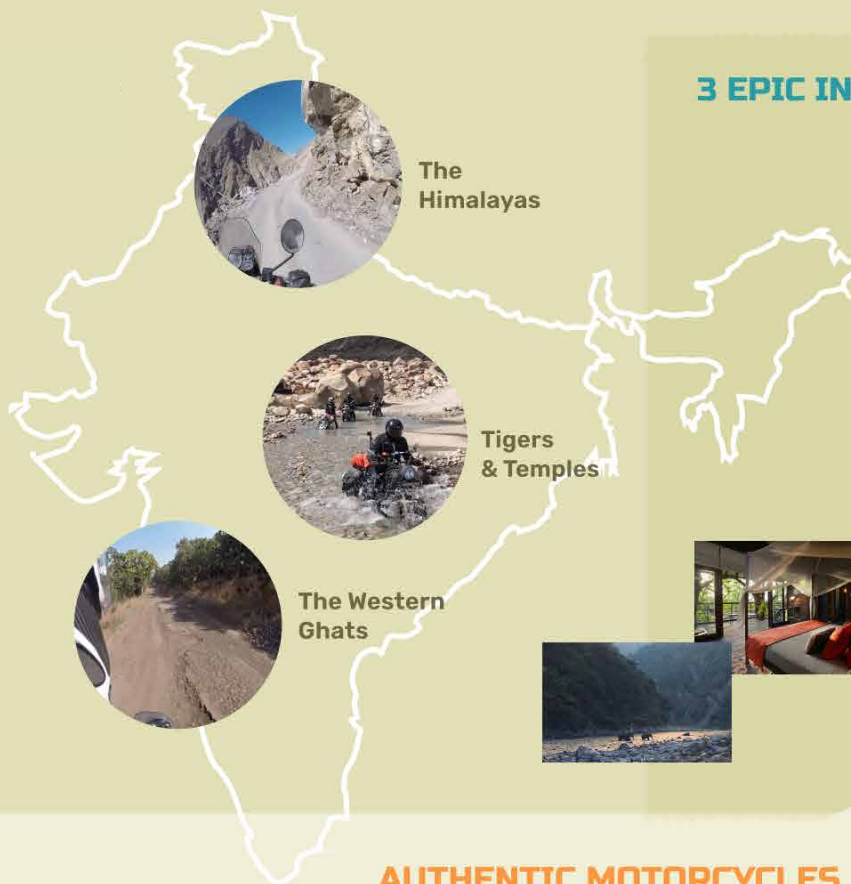 3 EPIC IN
The
Himalayas
Tigers
& Temples
The Western
Ghats
AUTHENTIC MOTORCYCLES